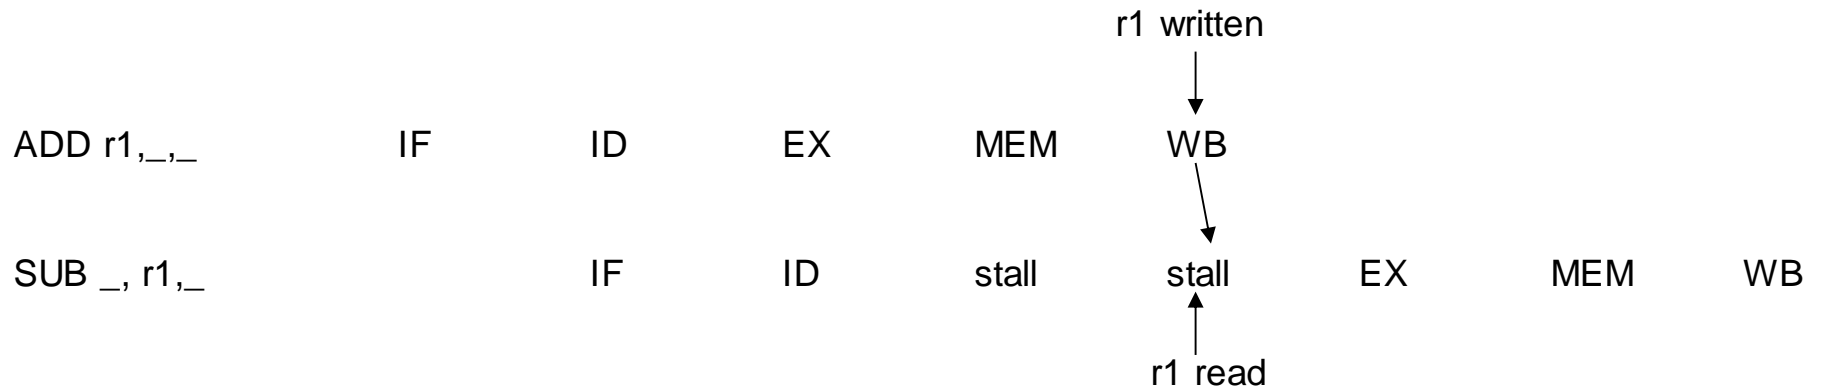 r1 written
ADD r1,_,_ IF ID EX MEM WB
SUB _, r1,_ IF ID stall stall EX MEM WB
r1 read